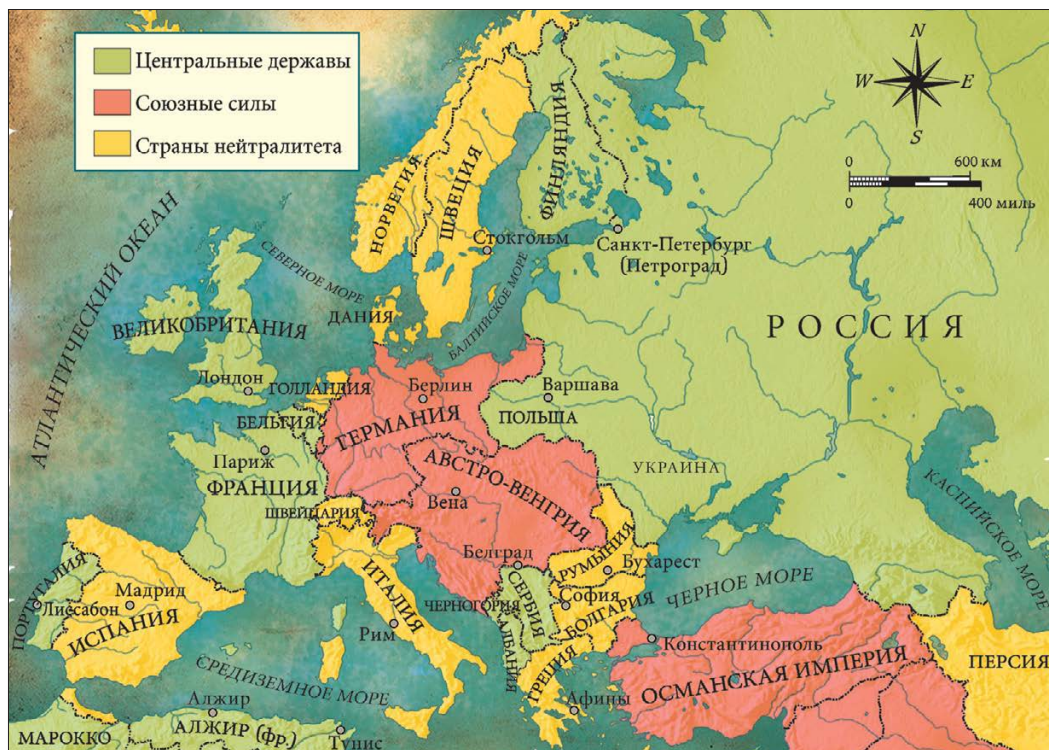 Центральные державы
Союзные силы
Страны нейтралитета
N
W
E
S
0
600 км
0
400 миль
АТЛАНТИЧЕСКИЙ ОКЕАН
СЕВЕРНОЕ МОРЕ
НОРВЕГИЯ
ШВЕЦИЯ
ФИНЛЯНДИЯ
Стокгольм
Санкт-Петербург
(Петроград)
БАЛТИЙСКОЕ МОРЕ
ДАНИЯ
ВЕЛИКОБРИТАНИЯ
РОССИЯ
Лондон
ГОЛЛАНДИЯ
Берлин
Варшава
БЕЛЬГИЯ
ГЕРМАНИЯ
ПОЛЬША
Париж
ФРАНЦИЯ
АВСТРО-ВЕНГРИЯ
УКРАИНА
Вена
ШВЕЙЦАРИЯ
КАСПИЙСКОЕ МОРЕ
Белград
РУМЫНИЯ
Бухарест
ПОРТУГАЛИЯ
Лиссабон
Мадрид
ИСПАНИЯ
ИТАЛИЯ
Рим
ЧЕРНОГОРИЯ
СЕРБИЯ
София
БОЛГАРИЯ
ЧЕРНОЕ МОРЕ
АЛБАНИЯ
ГРЕЦИЯ
Константинополь
ОСМАНСКАЯ ИМПЕРИЯ
ПЕРСИЯ
СРЕДИЗЕМНОЕ МОРЕ
Афины
Алжир
МАРОККО
АЛЖИР (фр.)
Тунис